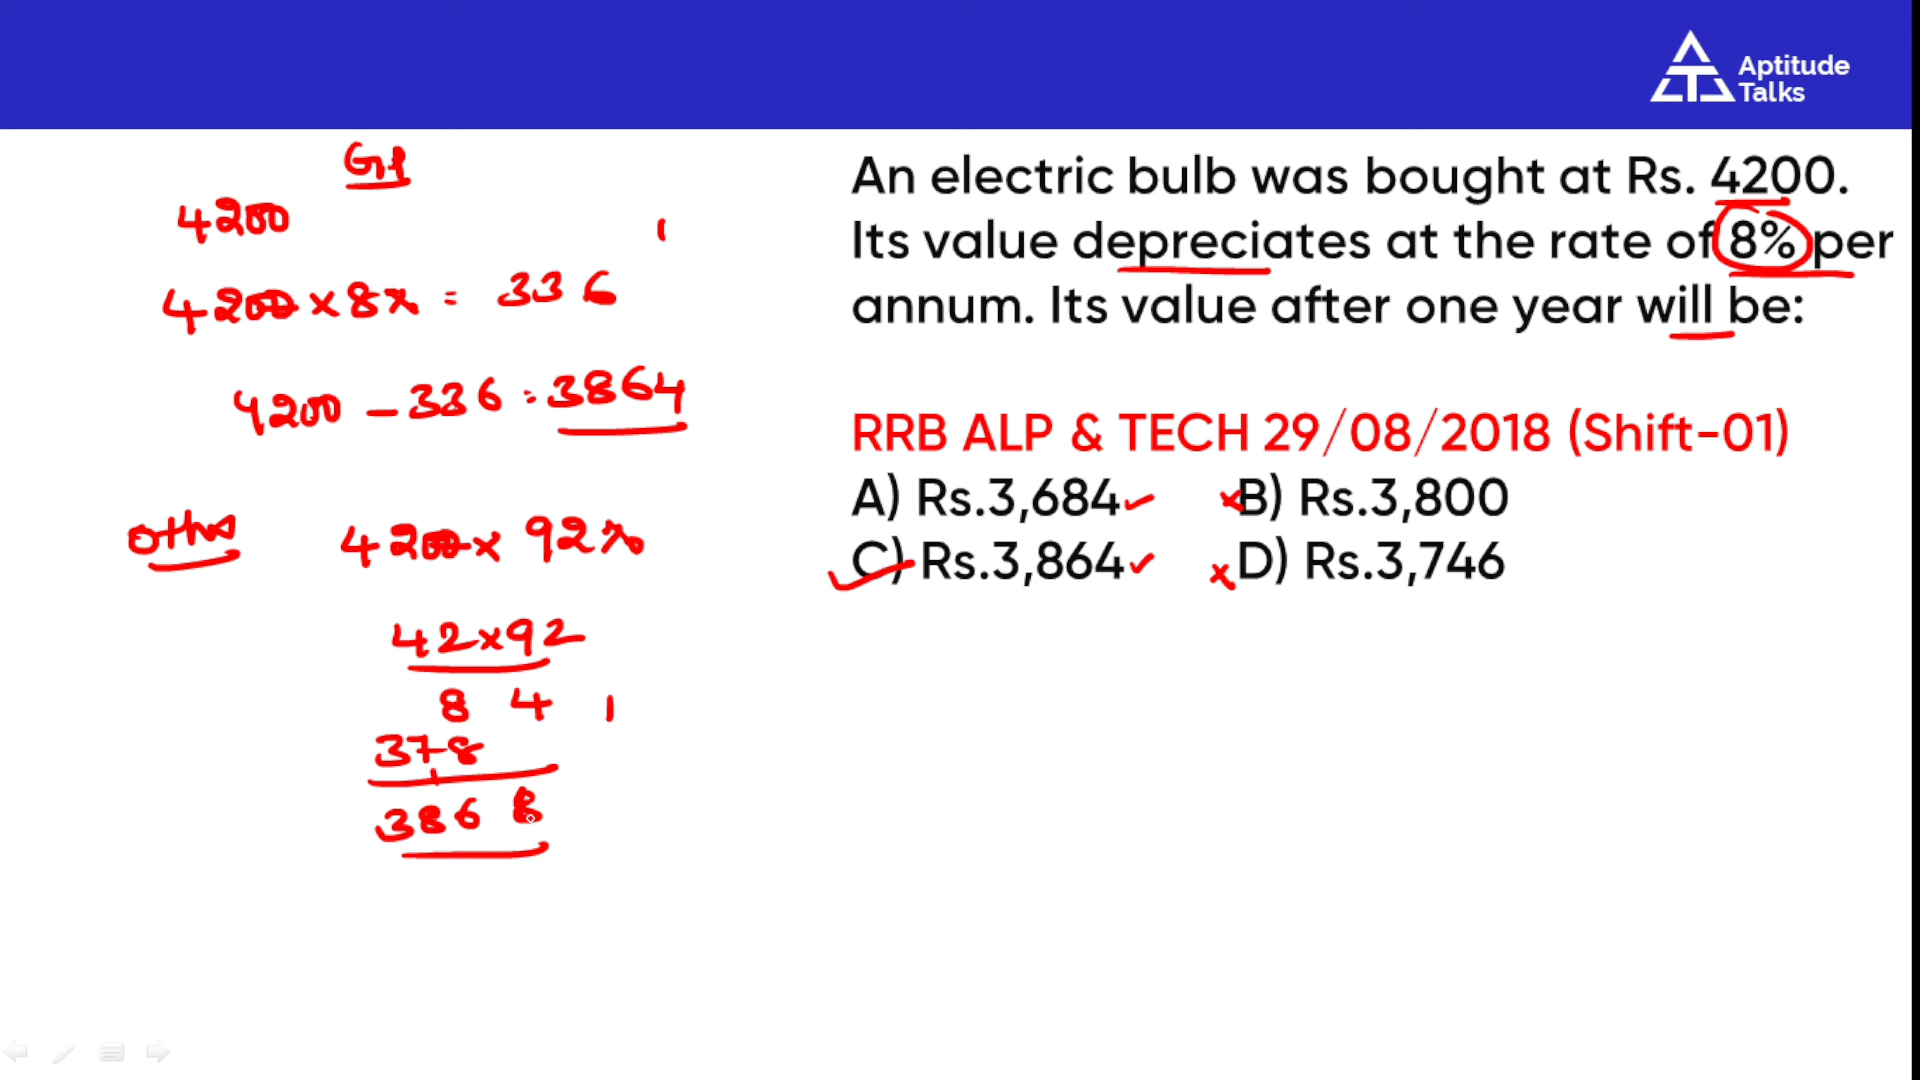 Aptitude
Talks
An electric bulb was bought at Rs. 4200.
Its value depreciates at the rate of 8% per
annum. Its value after one year will be:
RRB ALP & TECH 29/08/2018 (Shift-01)
A) Rs.3,684 B) Rs.3,800
C) Rs.3,864 D) Rs.3,746
4200
4200 × 8% = 336
4200 - 336 = 3864
4200 × 92%
42×92
8 4
378
386 8